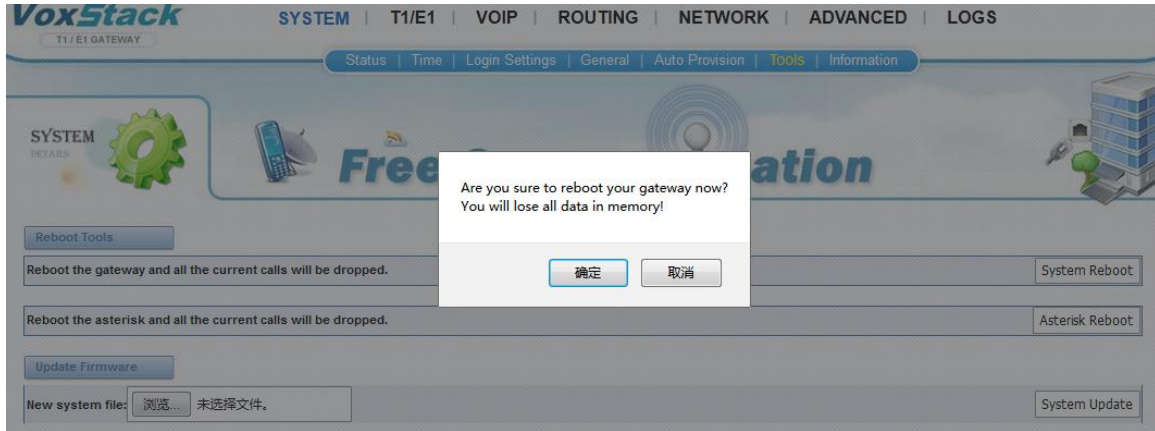 VoxStack
T1/E1 GATEWAY
SYSTEM | T1/E1 | VOIP | ROUTING | NETWORK | ADVANCED | LOGS
Status | Time | Login Settings | General | Auto Provision | Tools | Information
SYSTEM
DETAILS
Free
ation
Are you sure to reboot your gateway now?
You will lose all data in memory!
确定
取消
Reboot Tools
Reboot the gateway and all the current calls will be dropped.
System Reboot
Reboot the asterisk and all the current calls will be dropped.
Asterisk Reboot
Update Firmware
New system file: 浏览... 未选择文件。
System Update